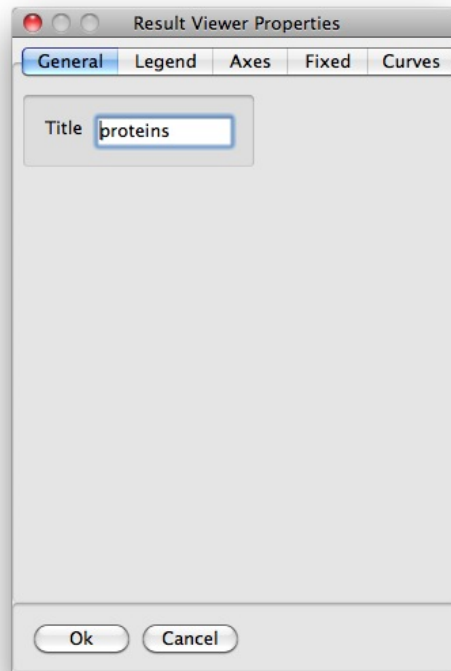 Result Viewer Properties
General Legend Axes Fixed Curves
Title proteins
Ok Cancel